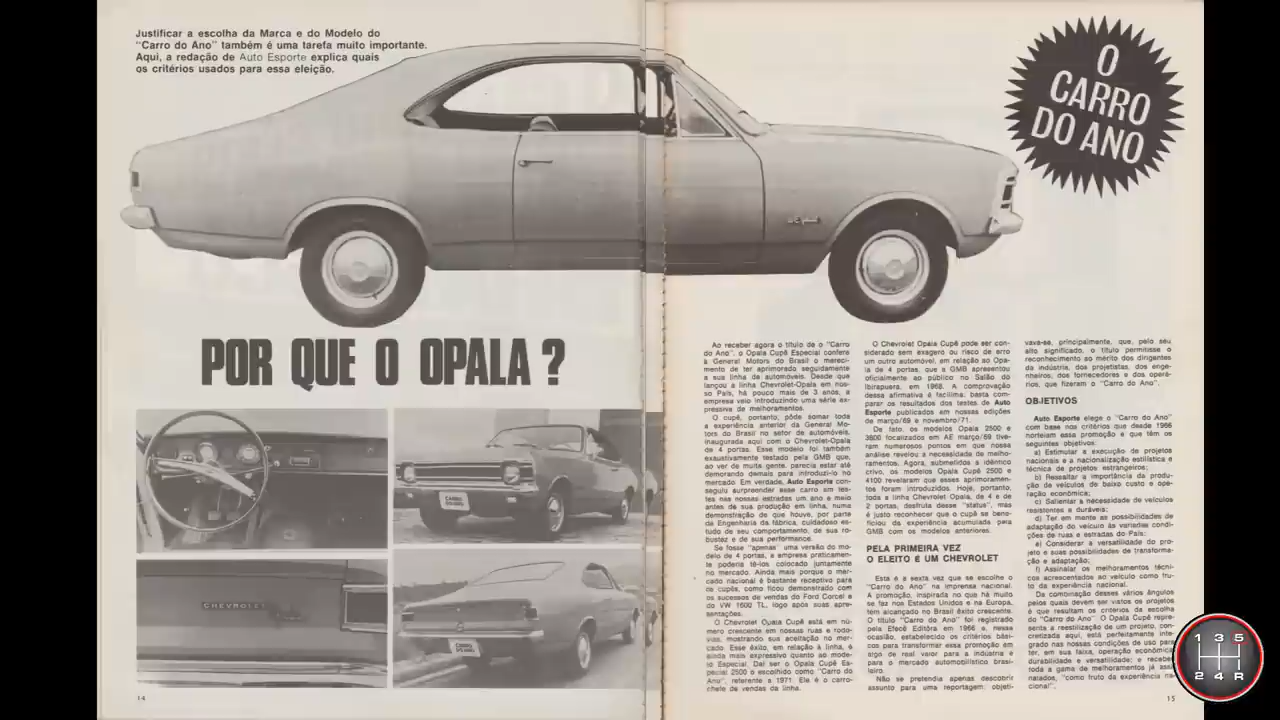 Justificar a escolha da Marca e do Modelo do
"Carro do Ano" também é uma tarefa muito importante.
Aqui, a redação de Auto Esporte explica quais
os critérios usados para essa eleição.
O
CARRO
DO ANO
POR QUE O OPALA ?
CHEVROLET
CARRO
DO ANO
CARRO
DO ANO
14
Ao receber agora o título de o "Carro
do Ano", o Opala Cupê Especial confere
à General Motors do Brasil o mereci-
mento de ter aprimorado seguidamente
a sua linha de automóveis. Desde que
lançou a linha Chevrolet-Opala em nos-
so País, há pouco mais de 3 anos, a
empresa veio introduzindo uma série ex-
pressiva de melhoramentos.
O cupê, portanto, pôde somar toda
a experiência anterior da General Mo-
tors do Brasil no setor de automóveis,
inaugurada aqui com o Chevrolet-Opala
de 4 portas. Esse modelo foi também
exaustivamente testado pela GMB que,
ao ver de muita gente, parecia estar até
demorando demais para introduzi-lo no
mercado. Em verdade, Auto Esporte con-
seguiu surpreender esse carro em tes-
tes nas nossas estradas um ano e meio
antes de sua produção em linha, numa
demonstração de que houve, por parte
da Engenharia da fábrica, cuidadoso es-
tudo de seu comportamento, de sua ro-
bustez e de sua performance.
Se fosse "apenas" uma versão do mo-
delo de 4 portas, a empresa praticamen-
te poderia tê-los colocado juntamente
no mercado. Ainda mais porque o mer-
cado nacional é bastante receptivo para
os cupês, como ficou demonstrado com
os sucessos de vendas do Ford Corcel e
do VW 1600 TL, logo após suas apre-
sentações.
O Chevrolet Opala Cupê está em nú-
mero crescente em nossas ruas e rodo-
vias, mostrando sua aceitação no merca-
do. Esse êxito, em relação à linha, é
ainda mais expressivo quanto ao mode-
lo Especial. Daí ser o Opala Cupê Es-
pecial 2500 o escolhido como "Carro do
Ano", referente a 1971. Ele é o carro-
chefe de vendas da linha.
O Chevrolet Opala Cupê pode ser con-
siderado sem exagero ou risco de erro
um outro automóvel, em relação ao Opa-
la de 4 portas, que a GMB apresentou
oficialmente ao público no Salão do
Ibirapuera, em 1968. A comprovação
dessa afirmativa é facílima: basta com-
parar os resultados dos testes de Auto
Esporte publicados em nossas edições
de março/69 e novembro/71.
De fato, os modelos Opala 2500 e
3800 focalizados em AE março/69 tive-
ram numerosos pontos em que nossa
análise revelou a necessidade de melho-
ramentos. Agora, submetidos a idêntico
crivo, os modelos Opala Cupê 2500 e
4100 revelaram que esses aprimoramen-
tos foram introduzidos. Hoje, portanto,
toda a linha Chevrolet Opala, de 4 e de
2 portas, desfruta desse "status", mas
é justo reconhecer que o cupê se bene-
ficiou da experiência acumulada pela
GMB com os modelos anteriores.
PELA PRIMEIRA VEZ
O ELEITO É UM CHEVROLET
Esta é a sexta vez que se escolhe o
"Carro do Ano" na imprensa nacional.
A promoção, inspirada no que há muito
se faz nos Estados Unidos e na Europa,
tem alcançado no Brasil êxito crescente.
O título "Carro do Ano" foi registrado
pela Efecê Editora em 1966 e, nessa
ocasião, estabelecido os critérios bási-
cos para transformar essa promoção em
algo de real valor para a indústria e
para o mercado automobilístico brasi-
leiro.
Não se pretendia apenas descobrir
assunto para uma reportagem: objeti-
vava-se, principalmente, que, pelo seu
alto significado, o título permitisse o
reconhecimento ao mérito dos dirigentes
da indústria, dos projetistas, dos enge-
nheiros, dos fornecedores e dos operá-
rios, que fizeram o "Carro do Ano".
OBJETIVOS
Auto Esporte elege o "Carro do Ano"
com base nos critérios que desde 1966
norteiam essa promoção e que têm os
seguintes objetivos:
a) Estimular a execução de projetos
nacionais e a nacionalização estilística e
técnica de projetos estrangeiros;
b) Ressaltar a importância da produ-
ção de veículos de baixo custo e ope-
ração econômica;
c) Salientar a necessidade de veículos
resistentes e duráveis;
d) Ter em mente as possibilidades de
adaptação do veículo às variadas condi-
ções de ruas e estradas do País;
e) Considerar a versatilidade do pro-
jeto e suas possibilidades de transforma-
ção e adaptação;
f) Assinalar os melhoramentos técni-
cos acrescentados ao veículo como fru-
to da experiência nacional.
Da combinação desses vários ângulos
pelos quais devem ser vistos os projetos
é que resultam os critérios da escolha
do "Carro do Ano". O Opala Cupê repre-
senta a reestilização de um projeto, con-
cretizada aqui, está perfeitamente inte-
grado nas nossas condições de uso para
ter, em sua faixa, operação econômica,
durabilidade e versatilidade; e recebeu
toda a gama de melhoramentos já assi-
nalados, "como fruto da experiência na-
cional".
15
1 3 5
2 4 R